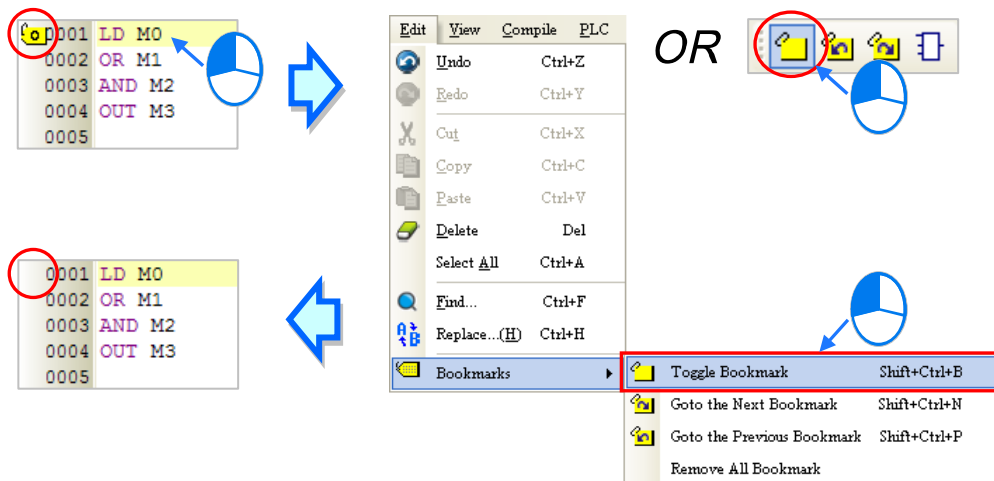 0001 LD M0
0002 OR M1
0003 AND M2
0004 OUT M3
0005
Edit View Compile PLC
Undo Ctrl+Z
Redo Ctrl+Y
Cut Ctrl+X
Copy Ctrl+C
Paste Ctrl+V
Delete Del
Select All Ctrl+A
Find... Ctrl+F
Replace...(H) Ctrl+H
Bookmarks
Toggle Bookmark Shift+Ctrl+B
Goto the Next Bookmark Shift+Ctrl+N
Goto the Previous Bookmark Shift+Ctrl+P
Remove All Bookmark
OR
0001 LD M0
0002 OR M1
0003 AND M2
0004 OUT M3
0005